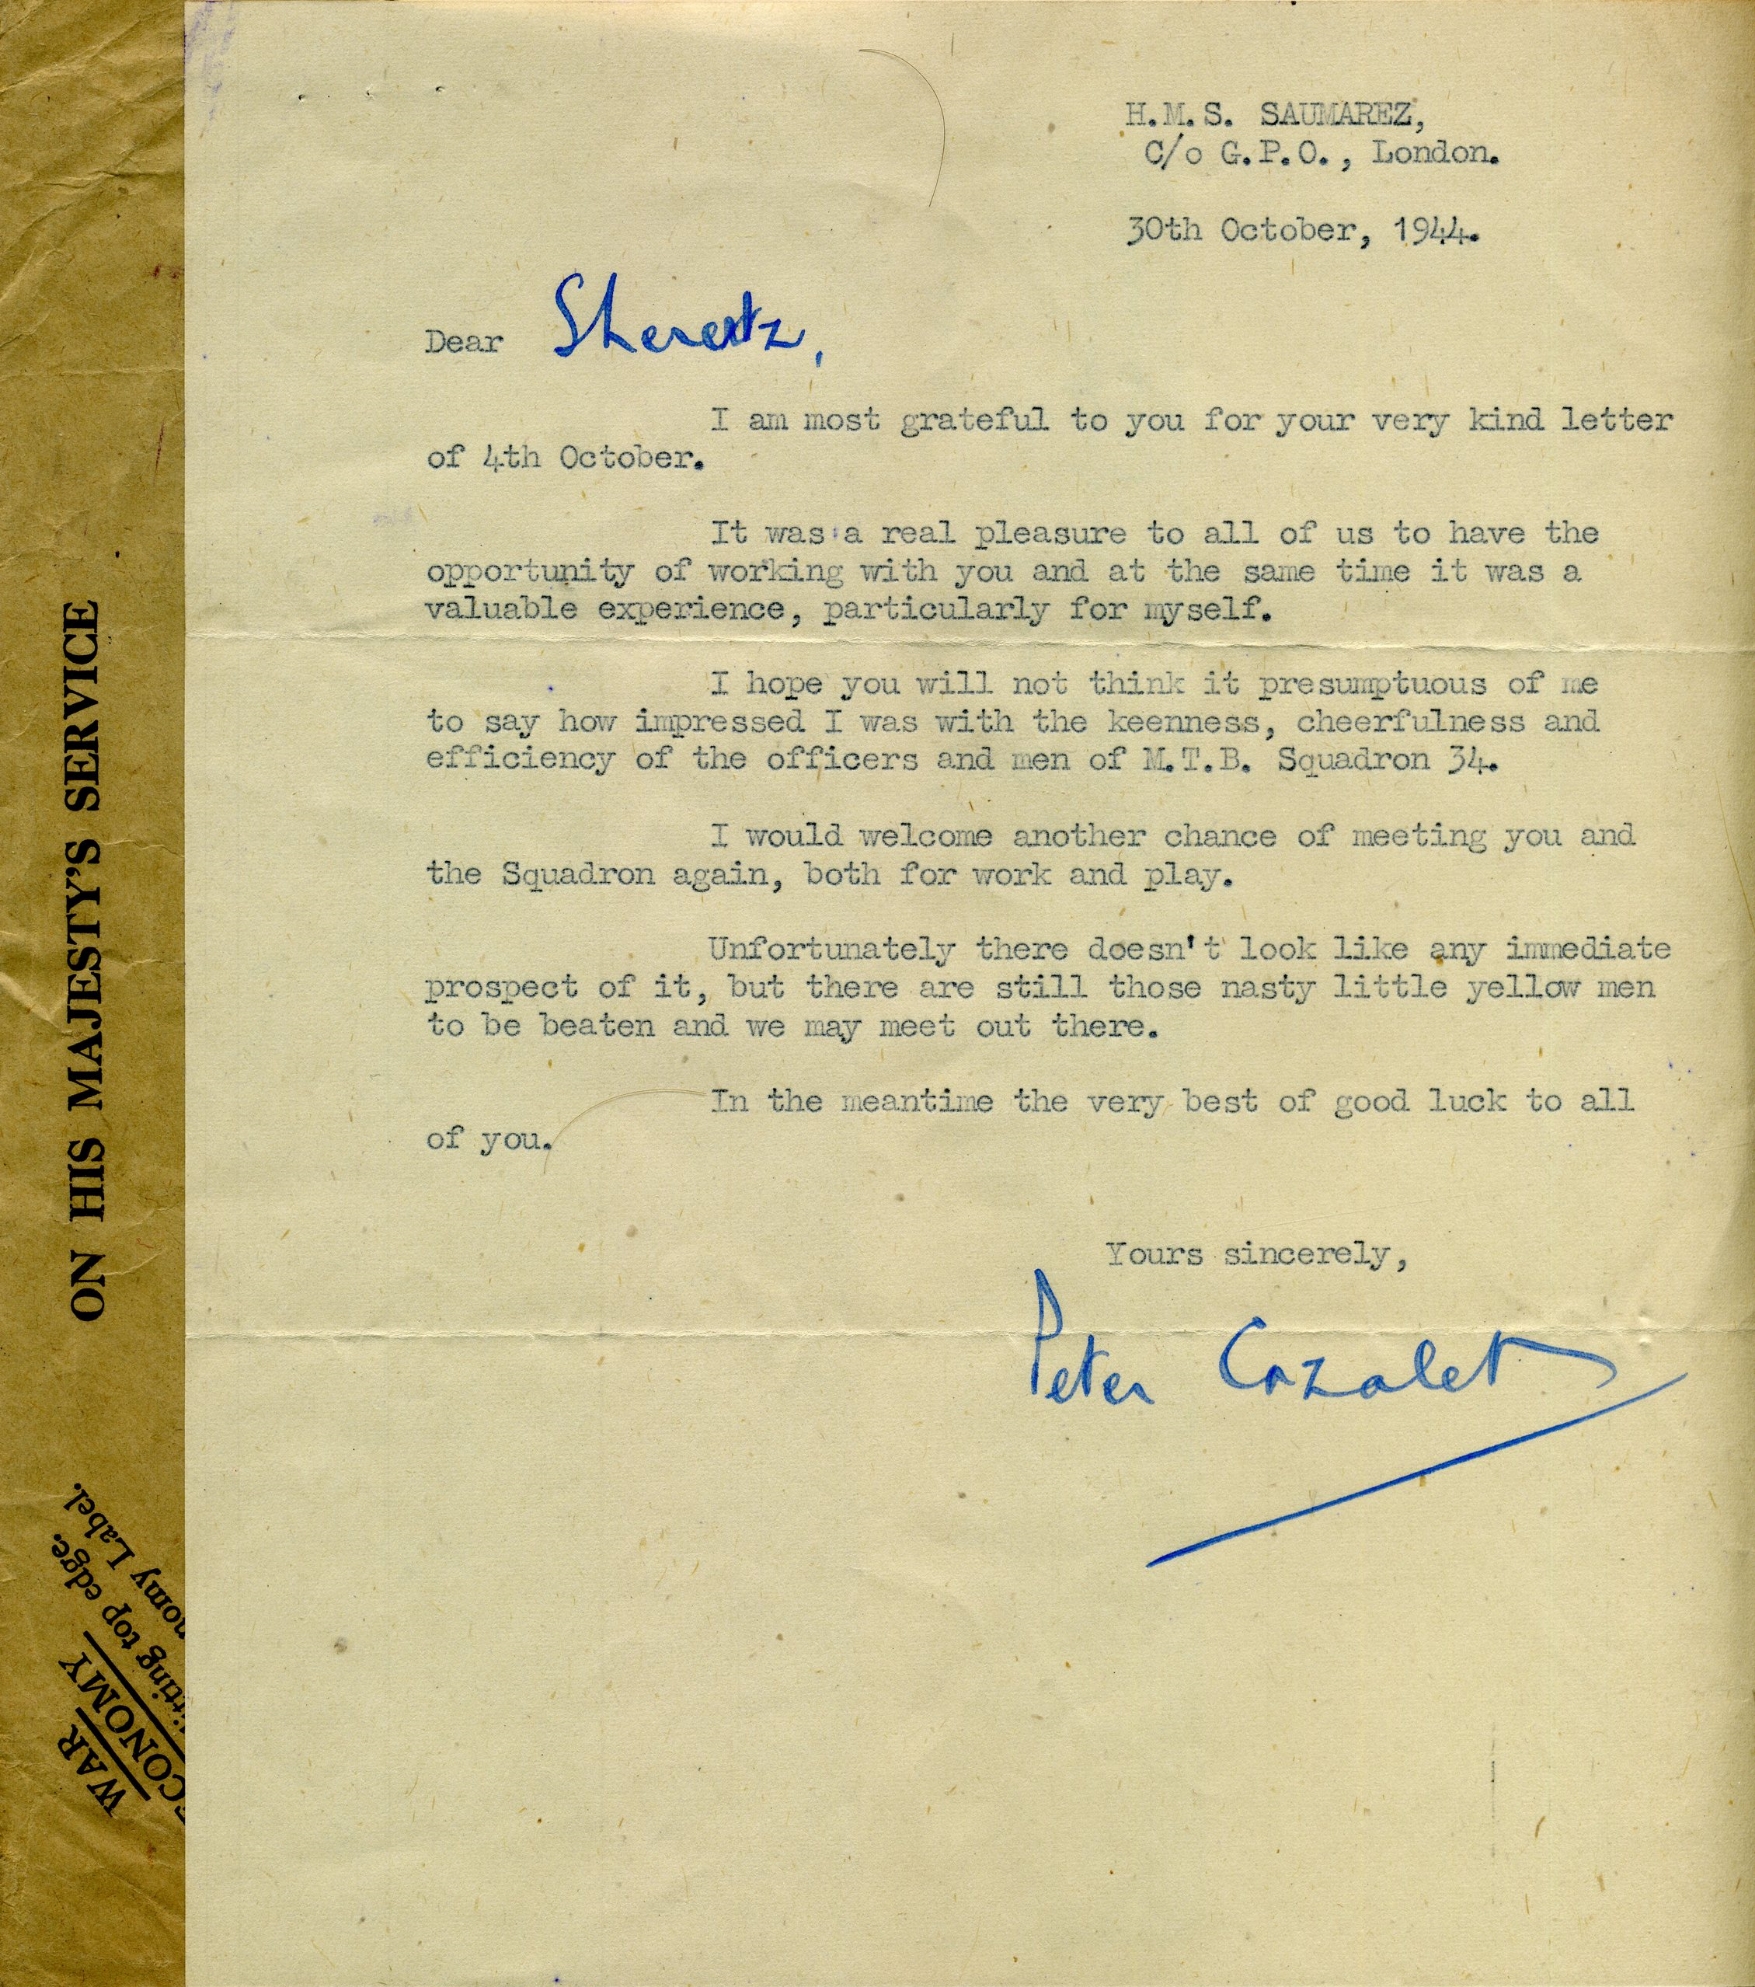 H.M.S. SAUMAREZ,
C/o G.P.O., London.
30th October, 1944.
Dear Sherertz,
I am most grateful to you for your very kind letter
of 4th October.
It was a real pleasure to all of us to have the
opportunity of working with you and at the same time it was a
valuable experience, particularly for myself.
I hope you will not think it presumptuous of me
to say how impressed I was with the keenness, cheerfulness and
efficiency of the officers and men of M.T.B. Squadron 34.
I would welcome another chance of meeting you and
the Squadron again, both for work and play.
Unfortunately there doesn't look like any immediate
prospect of it, but there are still those nasty little yellow men
to be beaten and we may meet out there.
In the meantime the very best of good luck to all
of you.
Yours sincerely,
Peter Cazalet
ON HIS MAJESTY'S SERVICE
WAR
CONOMY
itting top edge.
nomy Label.